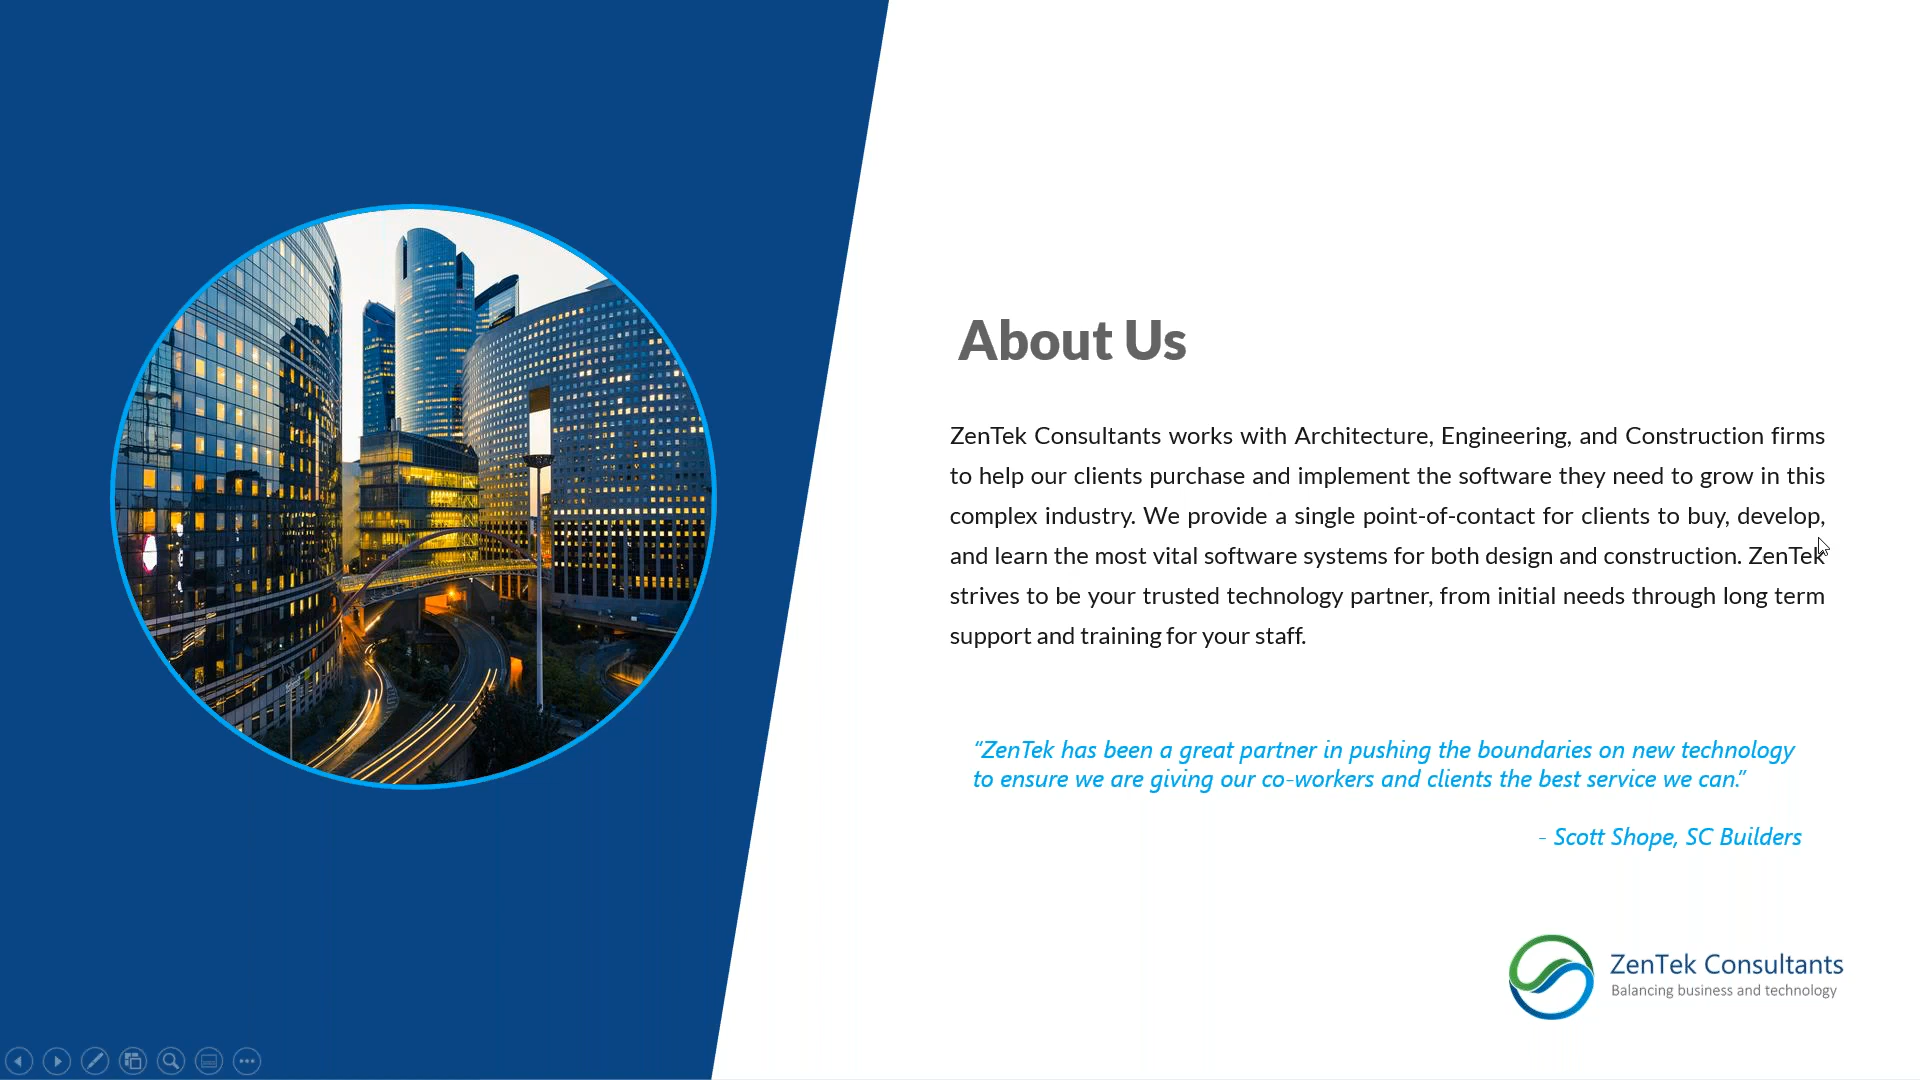 About Us
ZenTek Consultants works with Architecture, Engineering, and Construction firms
to help our clients purchase and implement the software they need to grow in this
complex industry. We provide a single point-of-contact for clients to buy, develop,
and learn the most vital software systems for both design and construction. ZenTek
strives to be your trusted technology partner, from initial needs through long term
support and training for your staff.
“ZenTek has been a great partner in pushing the boundaries on new technology
to ensure we are giving our co-workers and clients the best service we can.”
- Scott Shope, SC Builders
ZenTek Consultants
Balancing business and technology